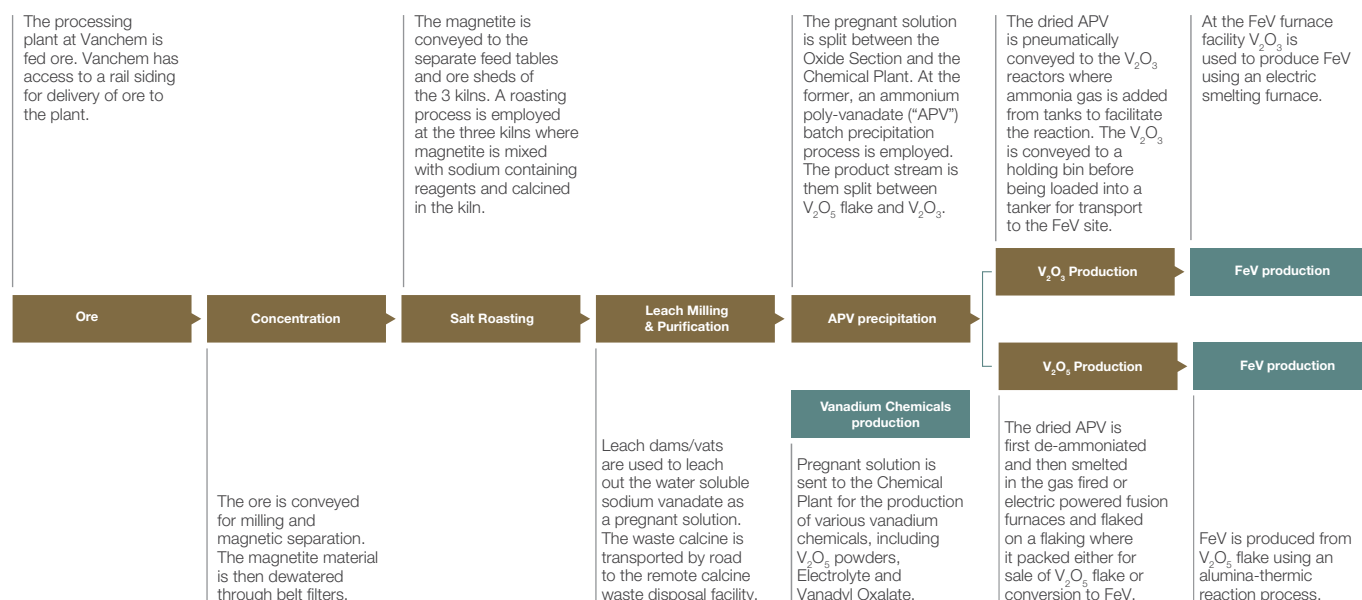 The processing
plant at Vanchem is
fed ore. Vanchem has
access to a rail siding
for delivery of ore to
the plant.
The magnetite is
conveyed to the
separate feed tables
and ore sheds of
the 3 kilns. A roasting
process is employed
at the three kilns where
magnetite is mixed
with sodium containing
reagents and calcined
in the kiln.
The pregnant solution
is split between the
Oxide Section and the
Chemical Plant. At the
former, an ammonium
poly-vanadate (“APV”)
batch precipitation
process is employed.
The product stream is
them split between
V₂O₅ flake and V₂O₃.
The dried APV
is pneumatically
conveyed to the V₂O₃
reactors where
ammonia gas is added
from tanks to facilitate
the reaction. The V₂O₃
is conveyed to a
holding bin before
being loaded into a
tanker for transport
to the FeV site.
At the FeV furnace
facility V₂O₃ is
used to produce FeV
using an electric
smelting furnace.
V₂O₃ Production
FeV production
Ore
Concentration
Salt Roasting
Leach Milling
& Purification
APV precipitation
V₂O₅ Production
FeV production
Vanadium Chemicals
production
The ore is conveyed
for milling and
magnetic separation.
The magnetite material
is then dewatered
through belt filters.
Leach dams/vats
are used to leach
out the water soluble
sodium vanadate as
a pregnant solution.
The waste calcine is
transported by road
to the remote calcine
waste disposal facility.
Pregnant solution is
sent to the Chemical
Plant for the production
of various vanadium
chemicals, including
V₂O₅ powders,
Electrolyte and
Vanadyl Oxalate.
The dried APV is
first de-ammoniated
and then smelted
in the gas fired or
electric powered fusion
furnaces and flaked
on a flaking where
it packed either for
sale of V₂O₅ flake or
conversion to FeV.
FeV is produced from
V₂O₅ flake using an
alumina-thermic
reaction process.